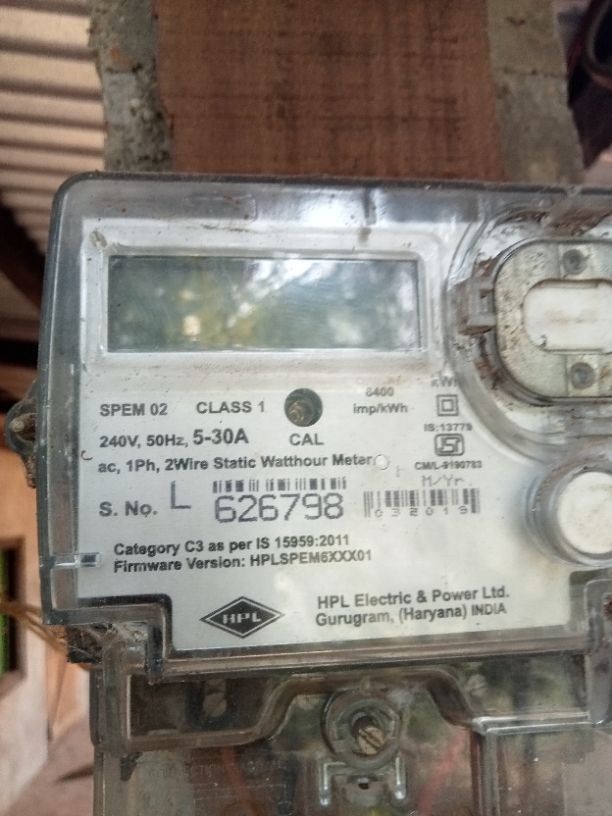 SPEM 02 CLASS 1
6400
imp/kWh
240V, 50Hz, 5-30A CAL
IS:13779
ac, 1Ph, 2Wire Static Watthour Meter
CM/L-9190783
M/Yr.
S. No. L 626798
032019
Category C3 as per IS 15959:2011
Firmware Version: HPLSPEM6XXX01
HPL
HPL Electric & Power Ltd.
Gurugram, (Haryana) INDIA